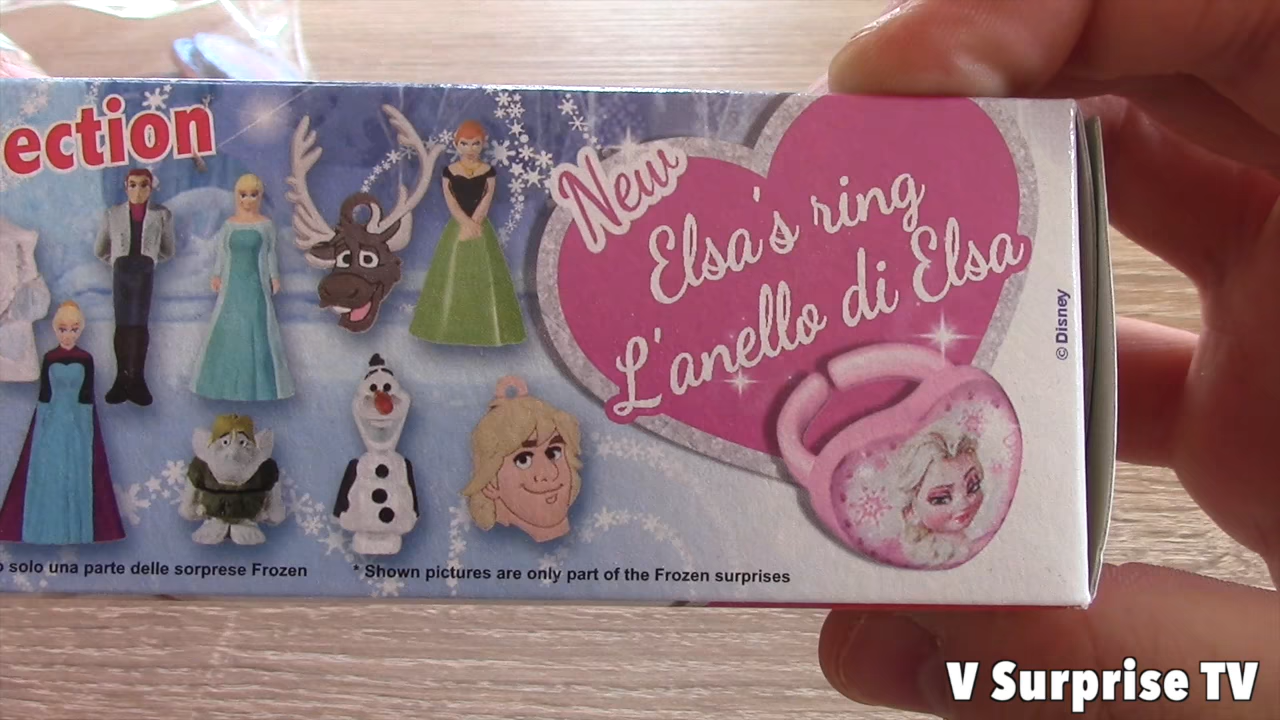 ection
New
Elsa's ring
L'anello di Elsa
© Disney
solo una parte delle sorprese Frozen
* Shown pictures are only part of the Frozen surprises
V Surprise TV